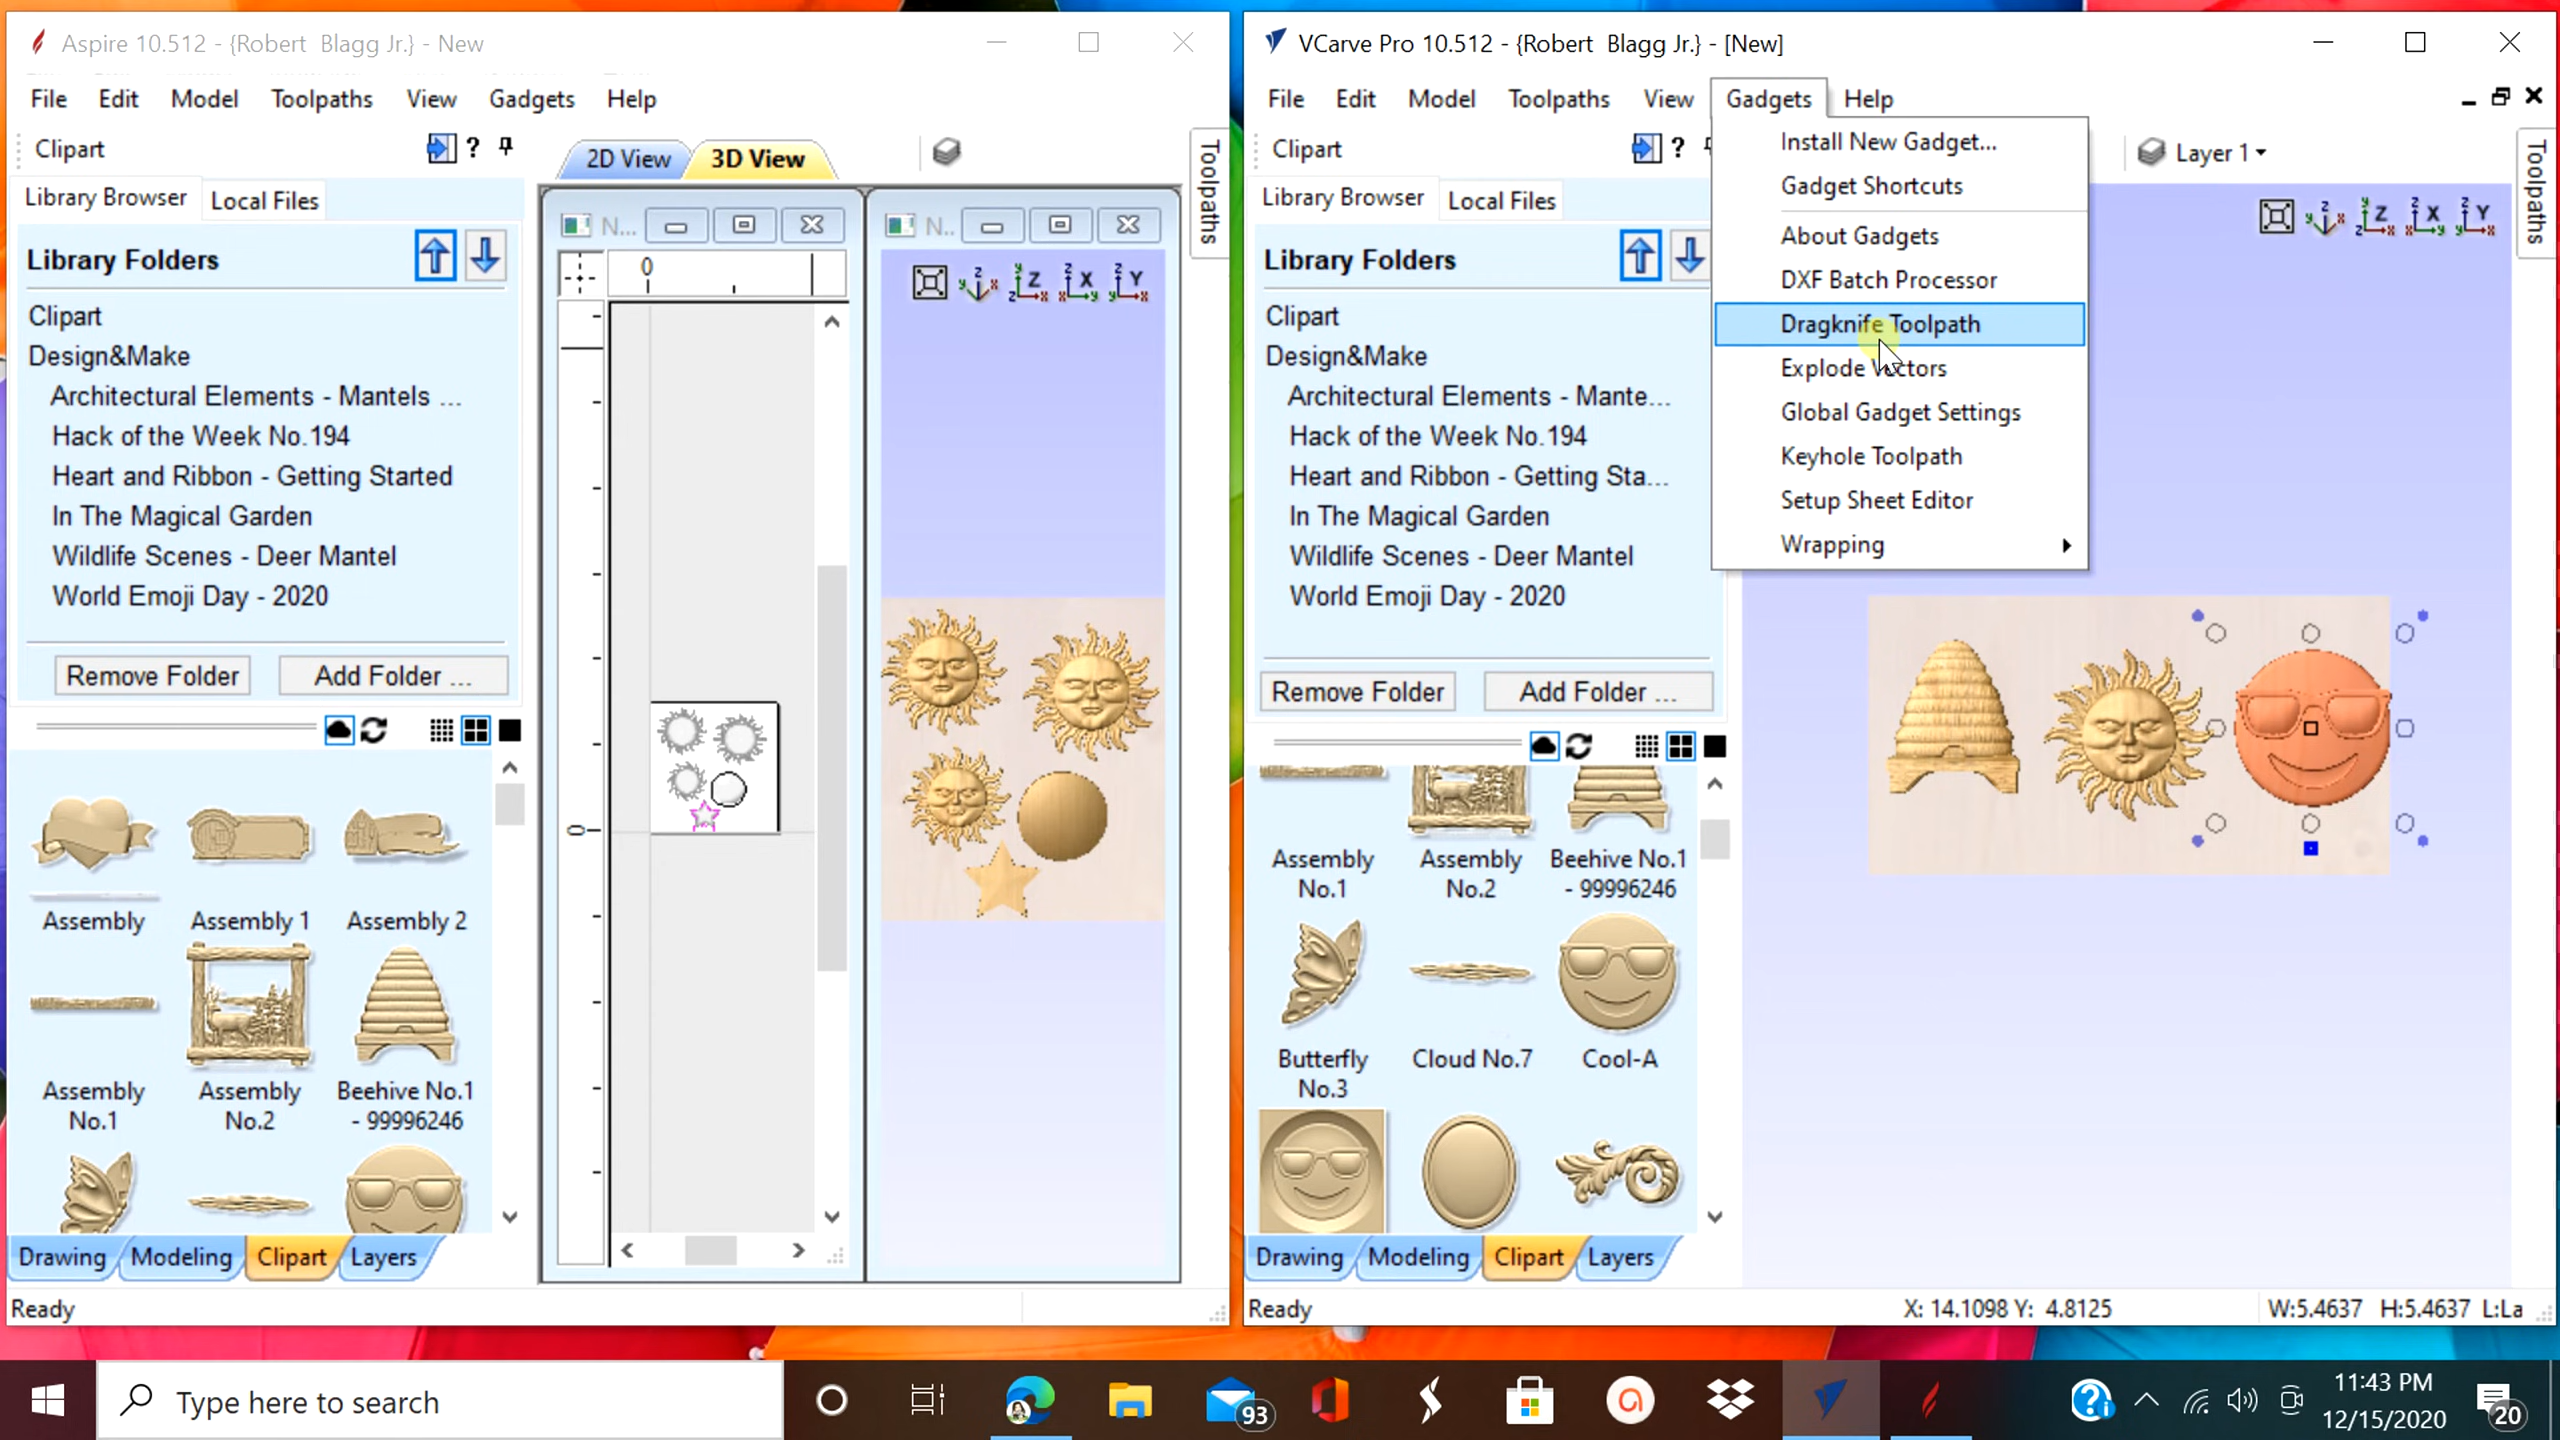 Aspire 10.512 - {Robert Blagg Jr.} - New
File Edit Model Toolpaths View Gadgets Help
Clipart ?
2D View 3D View
Toolpaths
Library Browser Local Files
N... N..
Library Folders
0
Z X Y
Clipart
Design&Make
Architectural Elements - Mantels ...
Hack of the Week No.194
Heart and Ribbon - Getting Started
In The Magical Garden
Wildlife Scenes - Deer Mantel
World Emoji Day - 2020
Remove Folder Add Folder ...
0
Assembly Assembly 1 Assembly 2
Assembly No.1
Assembly No.2
Beehive No.1 - 99996246
Drawing Modeling Clipart Layers
Ready
VCarve Pro 10.512 - {Robert Blagg Jr.} - [New]
File Edit Model Toolpaths View Gadgets Help
Clipart ?
Layer 1
Toolpaths
Library Browser Local Files
Z X Y
Library Folders
Clipart
Design&Make
Architectural Elements - Mante...
Hack of the Week No.194
Heart and Ribbon - Getting Sta...
In The Magical Garden
Wildlife Scenes - Deer Mantel
World Emoji Day - 2020
Remove Folder Add Folder ...
Install New Gadget...
Gadget Shortcuts
About Gadgets
DXF Batch Processor
Dragknife Toolpath
Explode Vectors
Global Gadget Settings
Keyhole Toolpath
Setup Sheet Editor
Wrapping
Assembly No.1
Assembly No.2
Beehive No.1 - 99996246
Butterfly No.3
Cloud No.7
Cool-A
Drawing Modeling Clipart Layers
Ready X: 14.1098 Y: 4.8125 W:5.4637 H:5.4637 L:La
Type here to search
93
11:43 PM
12/15/2020
20